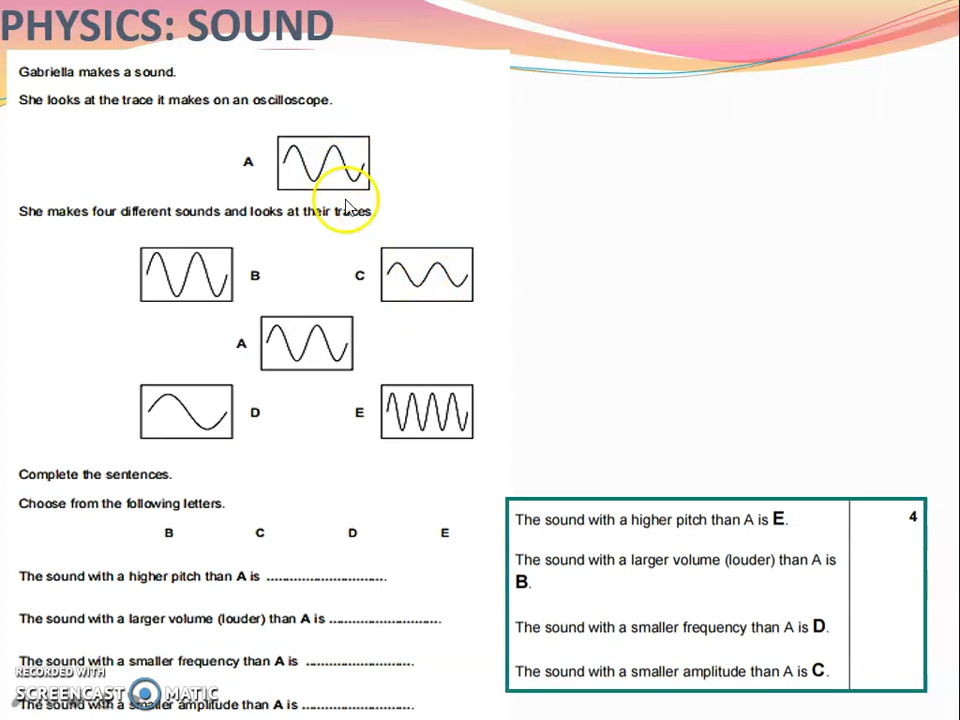 PHYSICS: SOUND
Gabriella makes a sound.
She looks at the trace it makes on an oscilloscope.
A
She makes four different sounds and looks at their traces.
B
C
A
D
E
Complete the sentences.
Choose from the following letters.
B C D E
The sound with a higher pitch than A is ....................................
The sound with a larger volume (louder) than A is .................................
The sound with a smaller frequency than A is .................................
The sound with a smaller amplitude than A is .................................
The sound with a higher pitch than A is E.
4
The sound with a larger volume (louder) than A is
B.
The sound with a smaller frequency than A is D.
The sound with a smaller amplitude than A is C.
RECORDED WITH
SCREENCAST MATIC